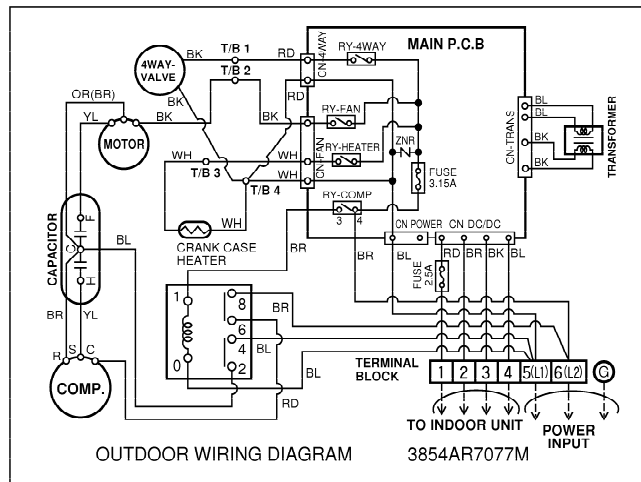 MAIN P.C.B
4WAY-
VALVE
BK
T/B 1
RD
CN-4WAY
RY-4WAY
T/B 2
BK
RD
OR(BR)
YL
MOTOR
BK
BK
RY-FAN
CN-FAN
WH
T/B 3
WH
RY-HEATER
ZNR
WH
T/B 4
FUSE
3.15A
CN-TRANS
BL
DL
BK
BK
TRANSFORMER
RY-COMP
3 4
CAPACITOR
F
C
H
BL
WH
CRANK CASE
HEATER
BR
BR
CN POWER
CN DC/DC
BL
RD
BR
BK
BL
FUSE
2.5A
1
0
8
6
4
2
BR
BL
BL
RD
BR
YL
R
S
C
COMP.
TERMINAL
BLOCK
1 2 3 4 5(L1) 6(L2) G
TO INDOOR UNIT
POWER
INPUT
OUTDOOR WIRING DIAGRAM
3854AR7077M